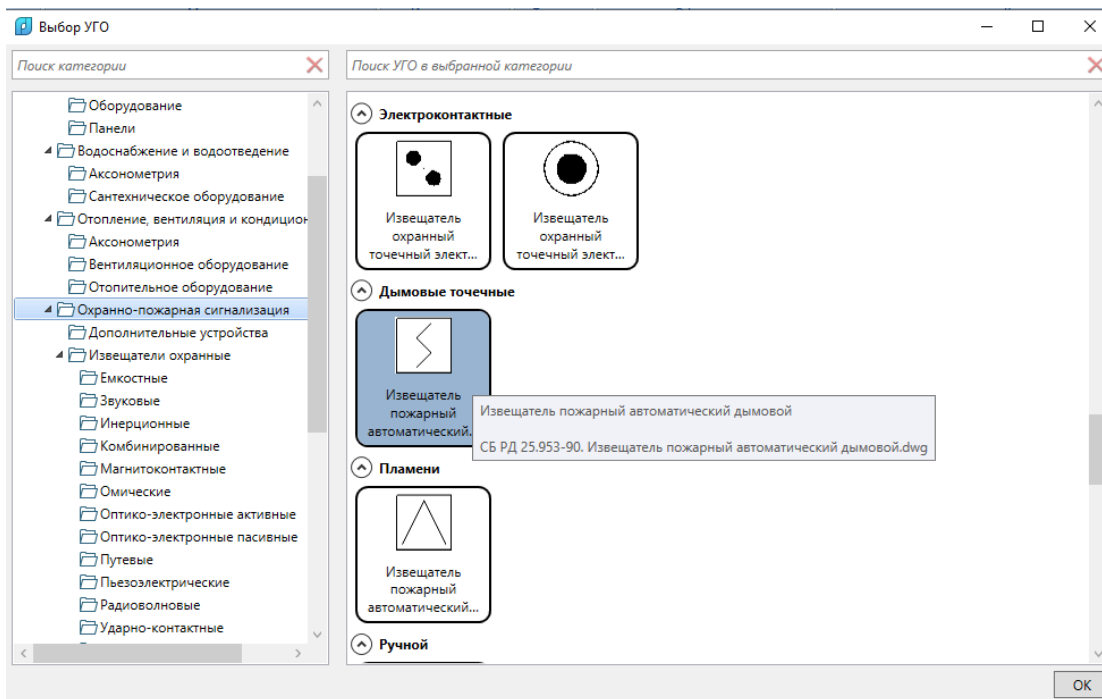 Выбор УГО
Поиск категории
Поиск УГО в выбранной категории
Оборудование
Панели
Водоснабжение и водоотведение
Аксонометрия
Сантехническое оборудование
Отопление, вентиляция и кондицион
Аксонометрия
Вентиляционное оборудование
Отопительное оборудование
Охранно-пожарная сигнализация
Дополнительные устройства
Извещатели охранные
Емкостные
Звуковые
Инерционные
Комбинированные
Магнитоконтактные
Омические
Оптико-электронные активные
Оптико-электронные пасивные
Путевые
Пьезоэлектрические
Радиоволновые
Ударно-контактные
Электроконтактные
Извещатель
охранный
точечный элект...
Извещатель
охранный
точечный элект...
Дымовые точечные
Извещатель
пожарный
автоматический.
Извещатель пожарный автоматический дымовой
СБ РД 25.953-90. Извещатель пожарный автоматический дымовой.dwg
Пламени
Извещатель
пожарный
автоматический...
Ручной
OK